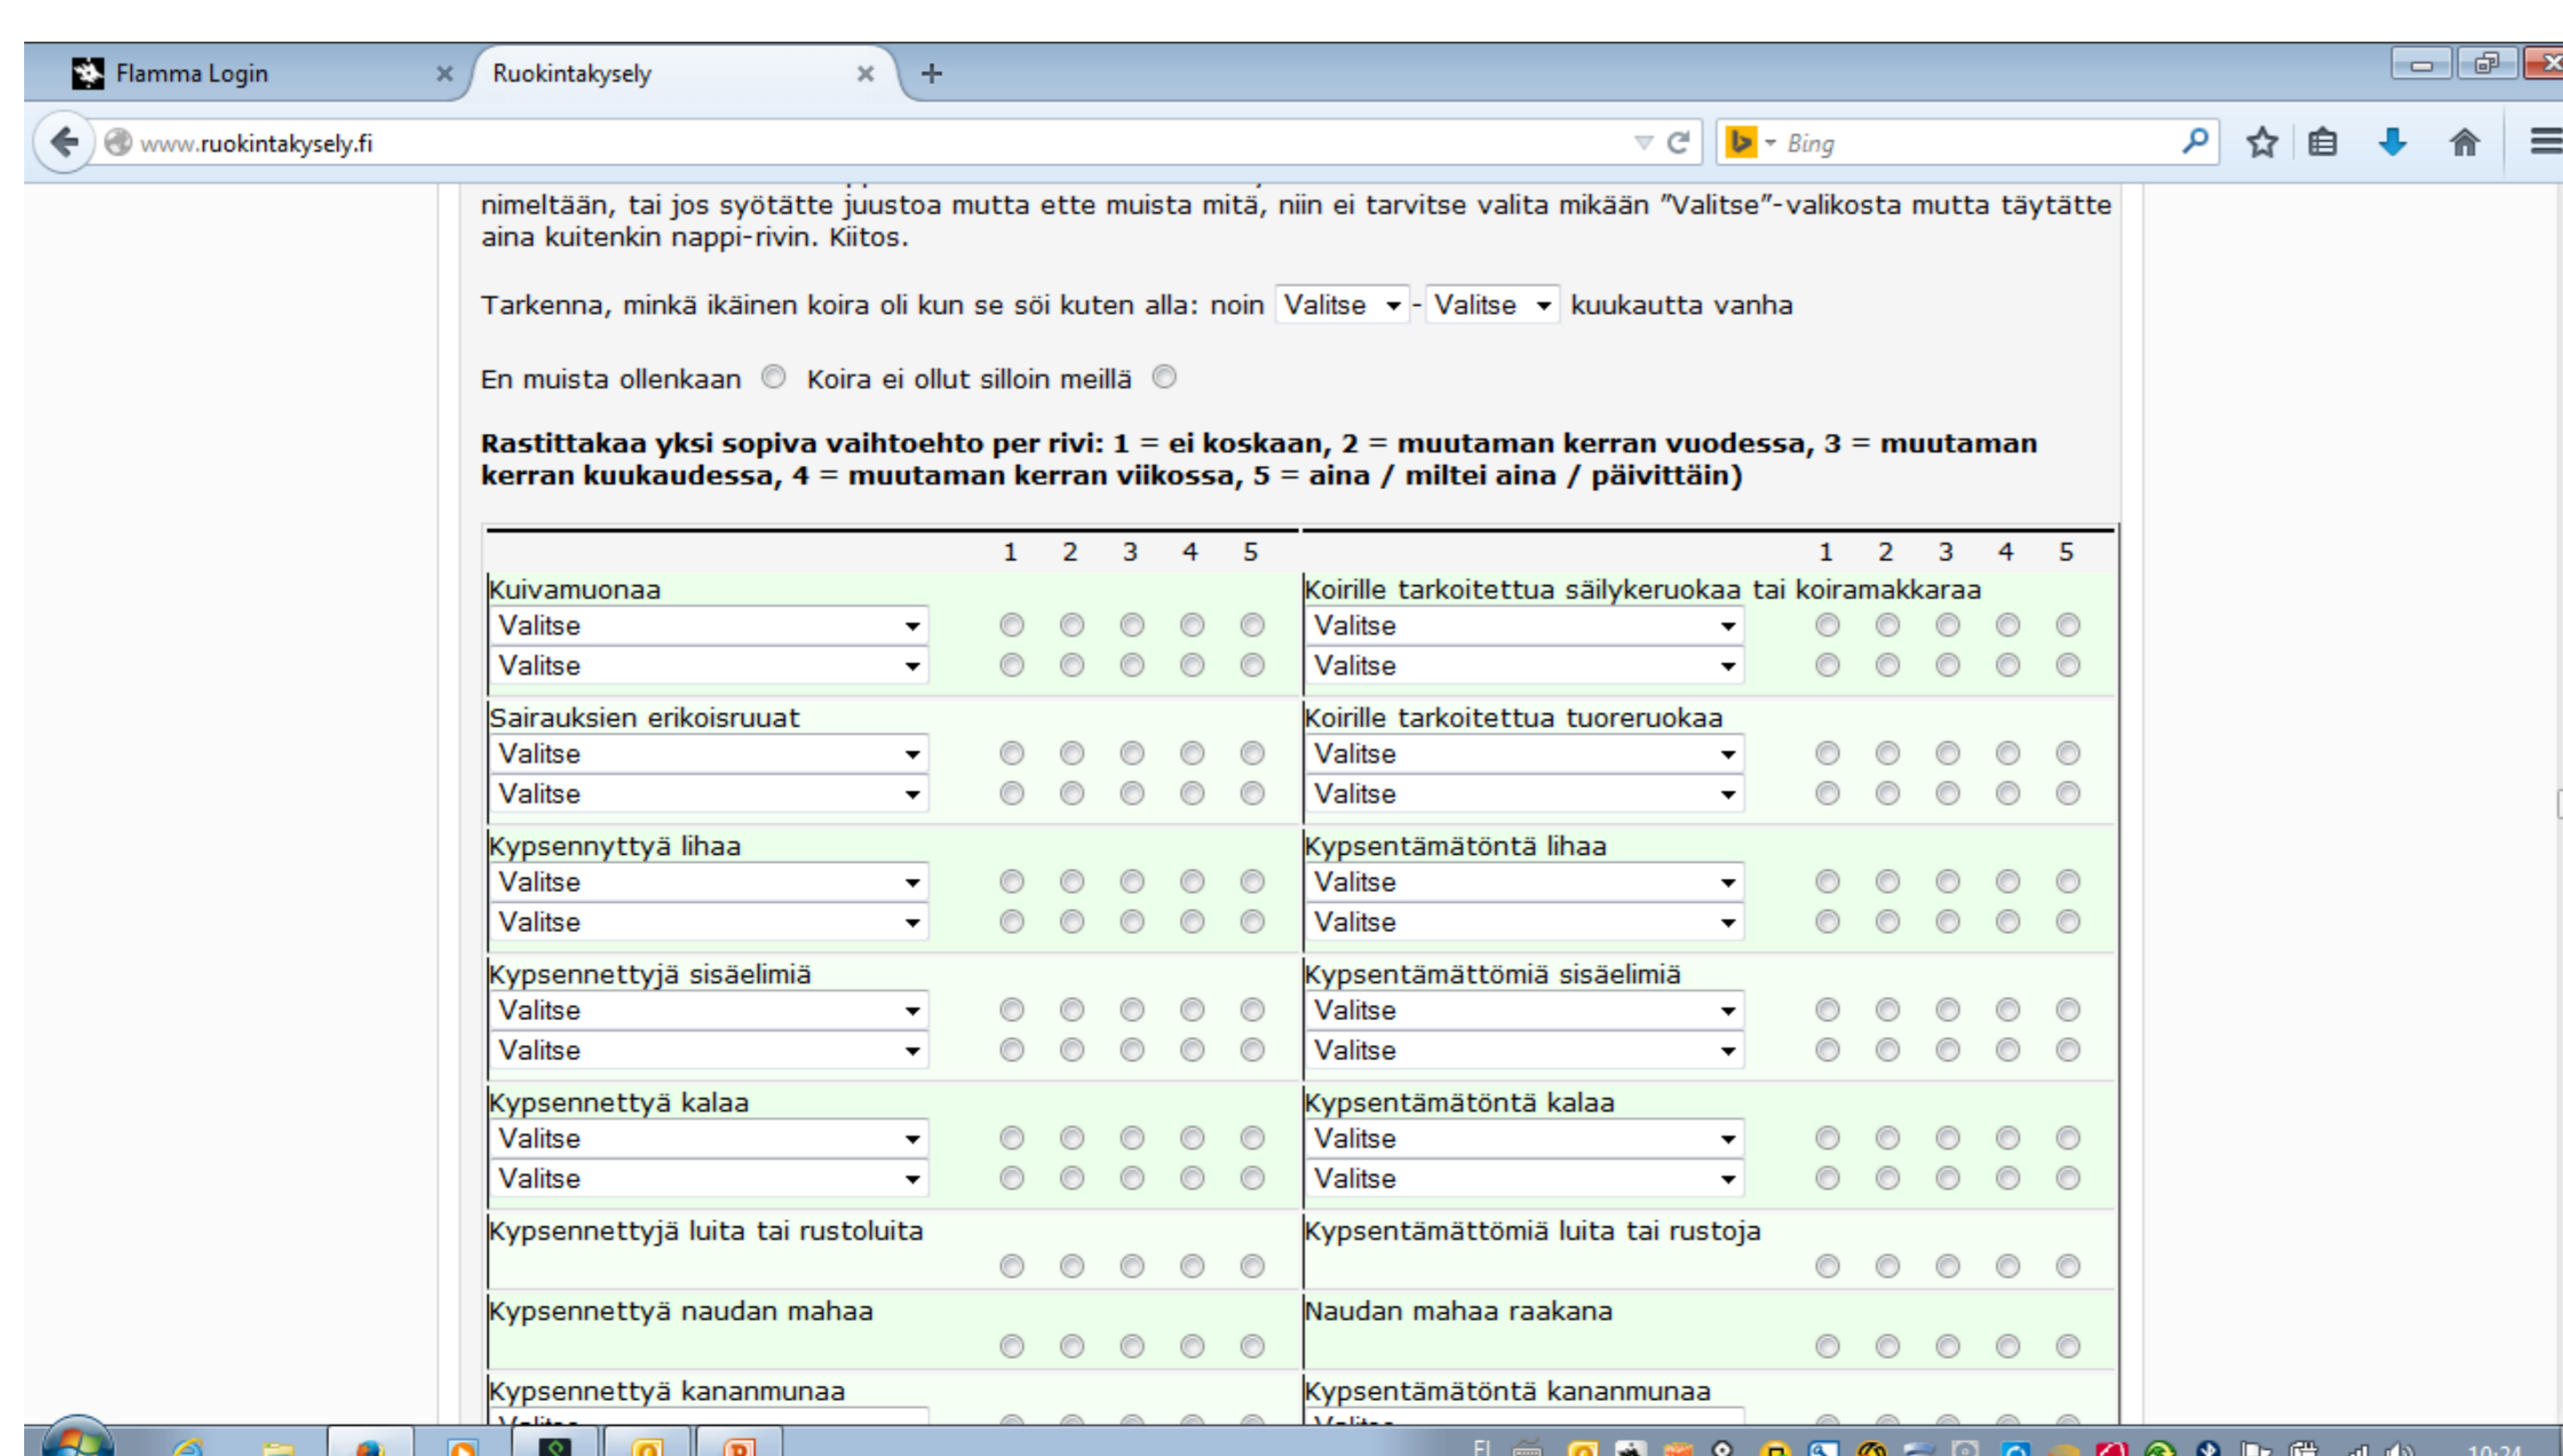 Flamma Login
Ruokintakysely
www.ruokintakysely.fi
Bing
nimeltään, tai jos syötätte juustoa mutta ette muista mitä, niin ei tarvitse valita mikään ”Valitse”-valikosta mutta täytätte
aina kuitenkin nappi-rivin. Kiitos.
Tarkenna, minkä ikäinen koira oli kun se söi kuten alla: noin Valitse - Valitse kuukautta vanha
En muista ollenkaan Koira ei ollut silloin meillä
Rastittakaa yksi sopiva vaihtoehto per rivi: 1 = ei koskaan, 2 = muutaman kerran vuodessa, 3 = muutaman
kerran kuukaudessa, 4 = muutaman kerran viikossa, 5 = aina / miltei aina / päivittäin)
1 2 3 4 5 1 2 3 4 5
Kuivamuonaa Koirille tarkoitettua säilykeruokaa tai koiramakkaraa
Valitse Valitse
Valitse Valitse
Sairauksien erikoisruuat Koirille tarkoitettua tuoreruokaa
Valitse Valitse
Valitse Valitse
Kypsennyttyä lihaa Kypsentämätöntä lihaa
Valitse Valitse
Valitse Valitse
Kypsennettyjä sisäelimiä Kypsentämättömiä sisäelimiä
Valitse Valitse
Valitse Valitse
Kypsennettyä kalaa Kypsentämätöntä kalaa
Valitse Valitse
Valitse Valitse
Kypsennettyjä luita tai rustoluita Kypsentämättömiä luita tai rustoja
Kypsennettyä naudan mahaa Naudan mahaa raakana
Kypsennettyä kananmunaa Kypsentämätöntä kananmunaa
Valitse Valitse
FI 10:24